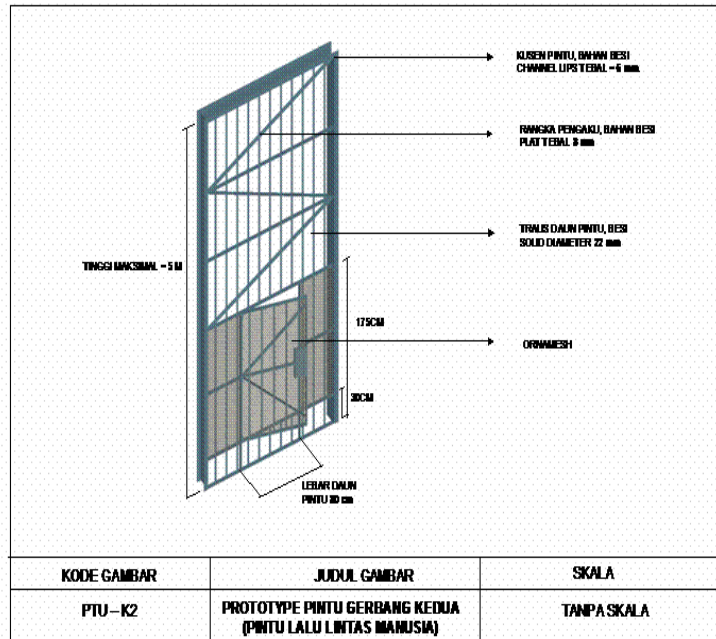 KUSEN PINTU, BAHAN BESI
CHANNEL LIPS TEBAL = 6 mm
RANGKA PENGAKU, BAHAN BESI
PLAT TEBAL 3 mm
TRALIS DAUN PINTU, BESI
SOLID DIAMETER 22 mm
TINGGI MAKSIMAL = 5 M
175CM
ORNAMESH
30CM
LEBAR DAUN
PINTU 80 cm
KODE GAMBAR
JUDUL GAMBAR
SKALA
PTU – K2
PROTOTYPE PINTU GERBANG KEDUA
(PINTU LALU LINTAS MANUSIA)
TANPA SKALA